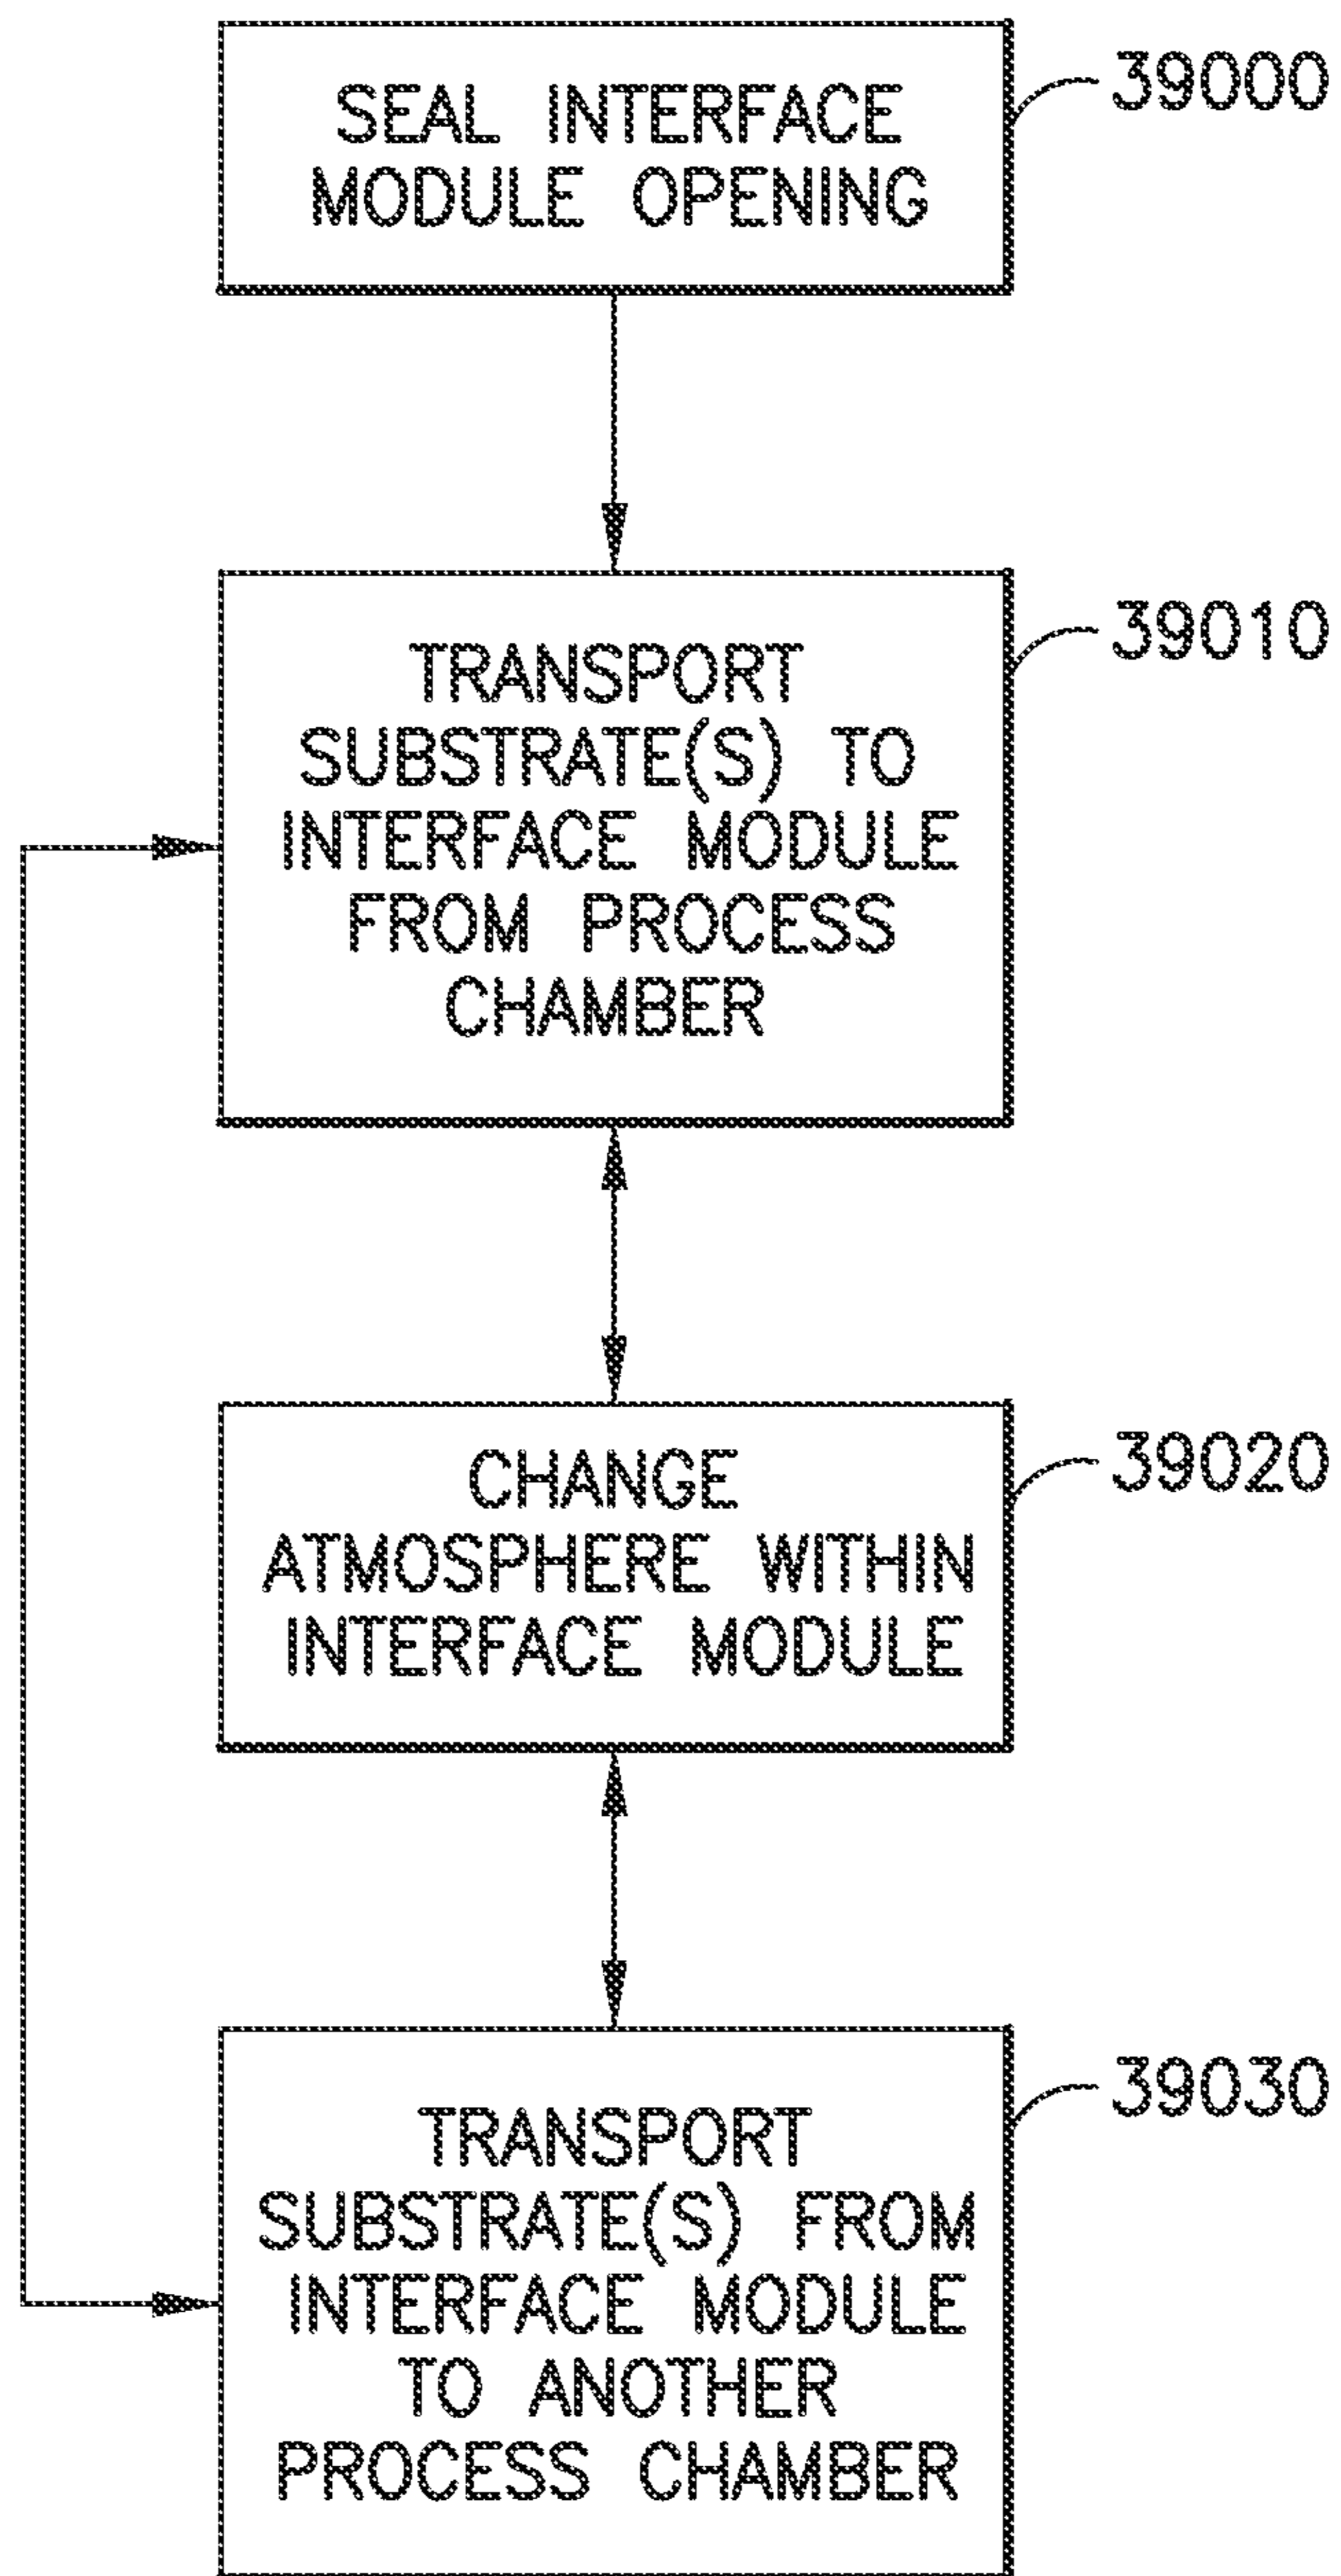 SEAL INTERFACE
MODULE OPENING
39000
TRANSPORT
SUBSTRATE(S) TO
INTERFACE MODULE
FROM PROCESS
CHAMBER
39010
CHANGE
ATMOSPHERE WITHIN
INTERFACE MODULE
39020
TRANSPORT
SUBSTRATE(S) FROM
INTERFACE MODULE
TO ANOTHER
PROCESS CHAMBER
39030